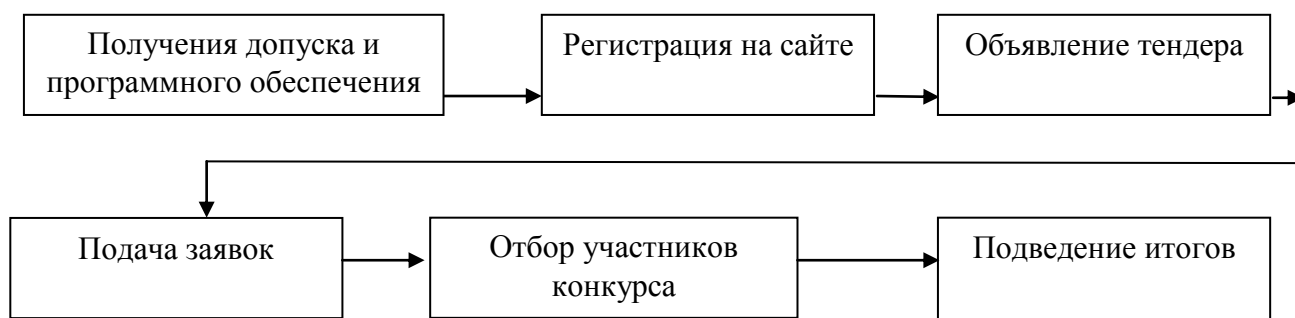 Получения допуска и
программного обеспечения
Регистрация на сайте
Объявление тендера
Подача заявок
Отбор участников
конкурса
Подведение итогов